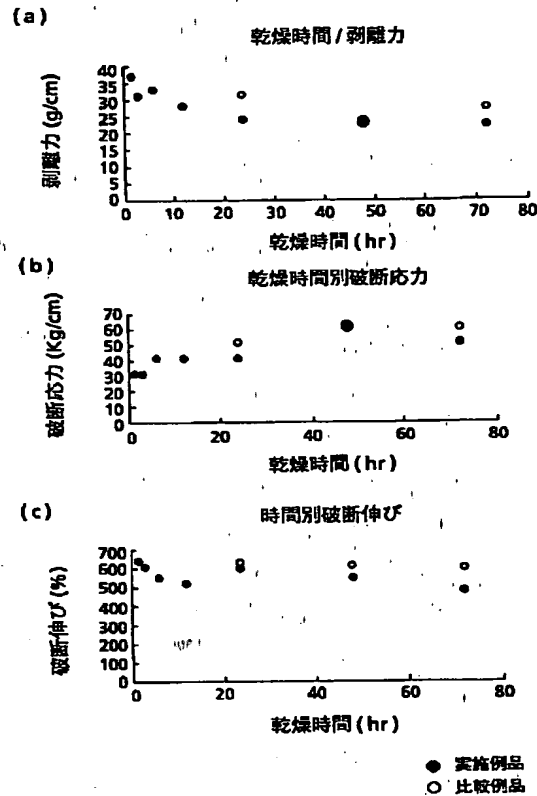 (a)
乾燥時間/剥離力
剥離力(g/cm)
40
35
30
25
20
15
10
5
0
0 10 20 30 40 50 60 70 80
乾燥時間(hr)
(b)
乾燥時間別破断応力
破断応力(Kg/cm)
70
60
50
40
30
20
10
0
0 20 40 60 80
乾燥時間(hr)
(c)
時間別破断伸び
破断伸び(%)
700
600
500
400
300
200
100
0
0 20 40 60 80
乾燥時間(hr)
● 実施例品
○ 比較例品